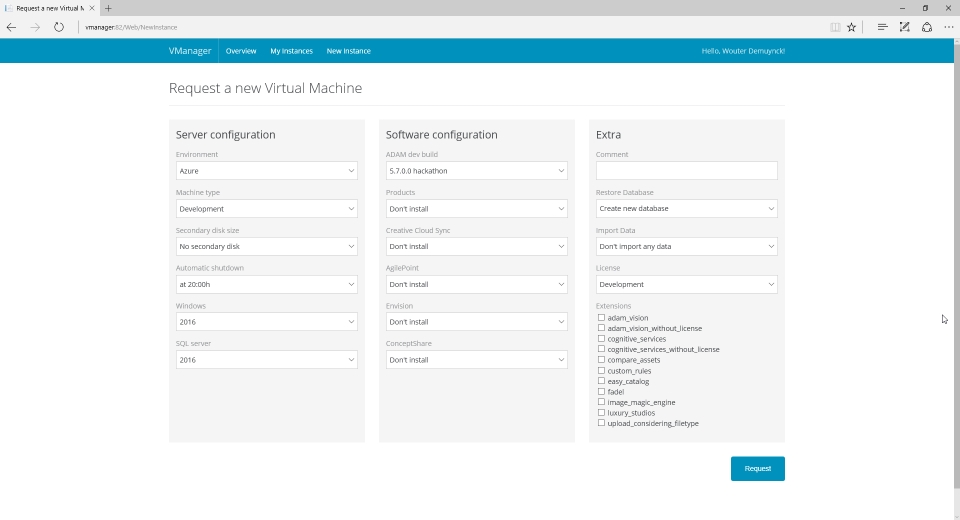 Request a new Virtual M
vmanager:82/Web/NewInstance
VManager Overview My Instances New Instance Hello, Wouter Demuynck!
Request a new Virtual Machine
Server configuration
Environment
Azure
Machine type
Development
Secondary disk size
No secondary disk
Automatic shutdown
at 20:00h
Windows
2016
SQL server
2016
Software configuration
ADAM dev build
5.7.0.0 hackathon
Products
Don't install
Creative Cloud Sync
Don't install
AgilePoint
Don't install
Envision
Don't install
ConceptShare
Don't install
Extra
Comment
Restore Database
Create new database
Import Data
Don't import any data
License
Development
Extensions
adam_vision
adam_vision_without_license
cognitive_services
cognitive_services_without_license
compare_assets
custom_rules
easy_catalog
fadel
image_magic_engine
luxury_studios
upload_considering_filetype
Request